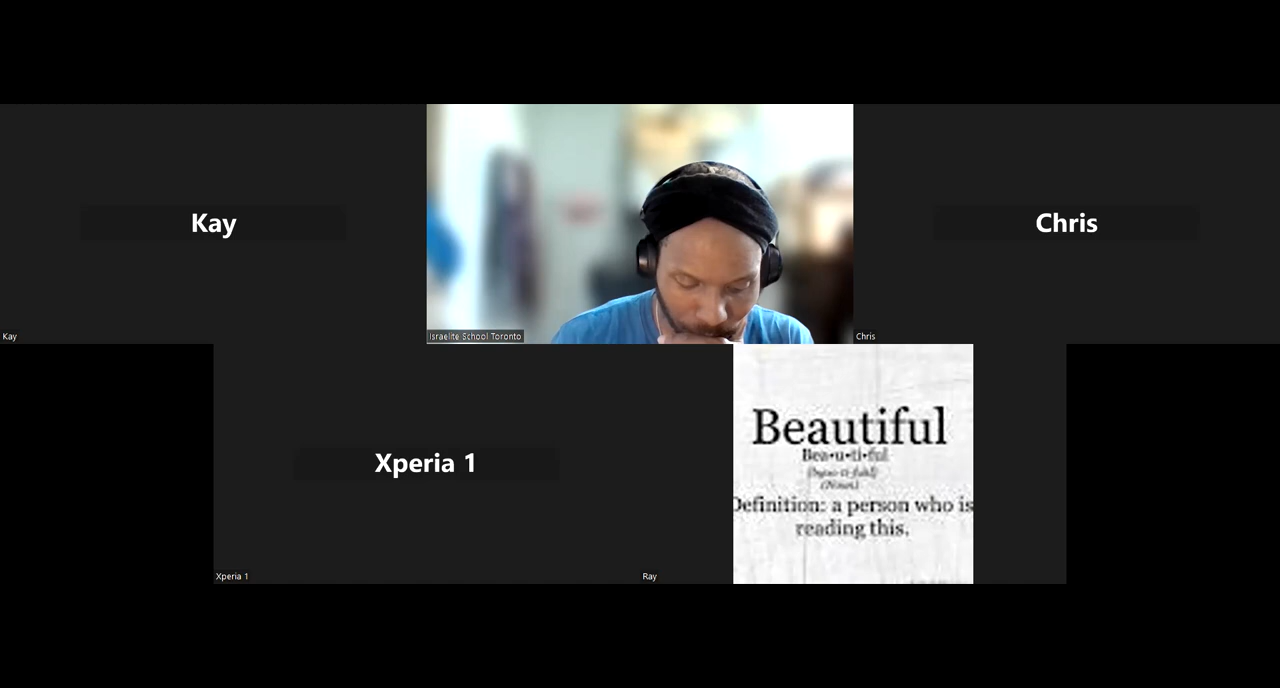 Kay
Chris
Kay
Israelite School Toronto
Chris
Xperia 1
Beautiful
Bea•u•ti•ful
(Noun)
Definition: a person who is
reading this.
Xperia 1
Ray